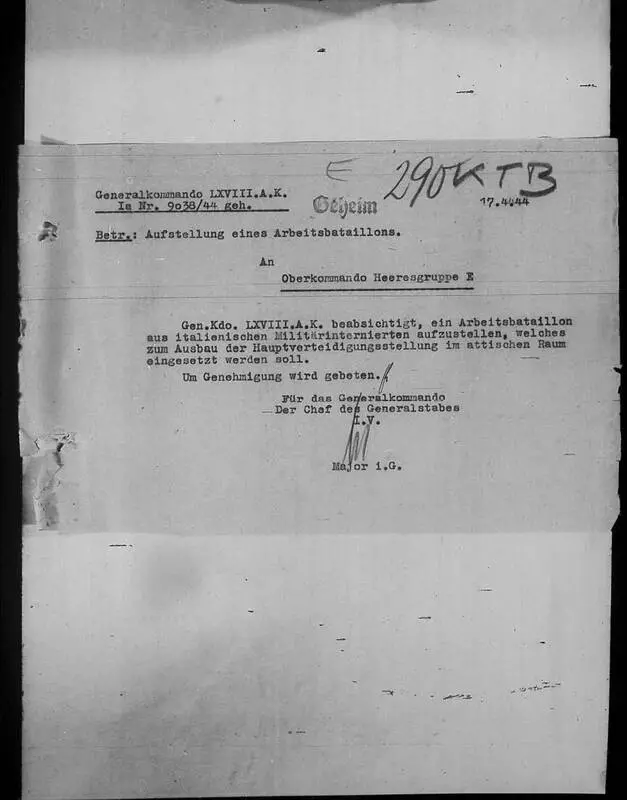 E 290 KTB
Generalkommando LXVIII.A.K.
Ia Nr. 9038/44 geh.
Geheim
17.4.44
Betr.: Aufstellung eines Arbeitsbataillons.
An
Oberkommando Heeresgruppe E
Gen.Kdo. LXVIII.A.K. beabsichtigt, ein Arbeitsbataillon
aus italienischen Militärinternierten aufzustellen, welches
zum Ausbau der Hauptverteidigungsstellung im attischen Raum
eingesetzt werden soll.
Um Genehmigung wird gebeten.
Für das Generalkommando
Der Chef des Generalstabes
I.V.
Major i.G.